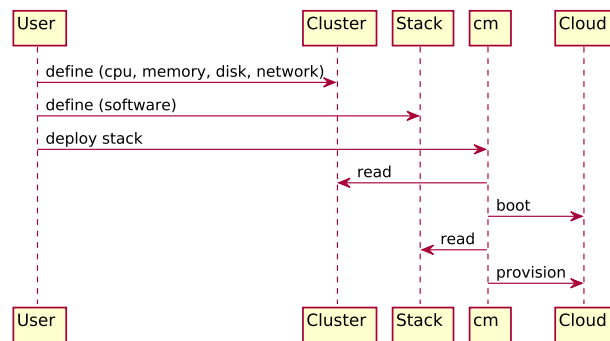 User Cluster Stack cm Cloud
define (cpu, memory, disk, network)
define (software)
deploy stack
read
boot
read
provision
User Cluster Stack cm Cloud